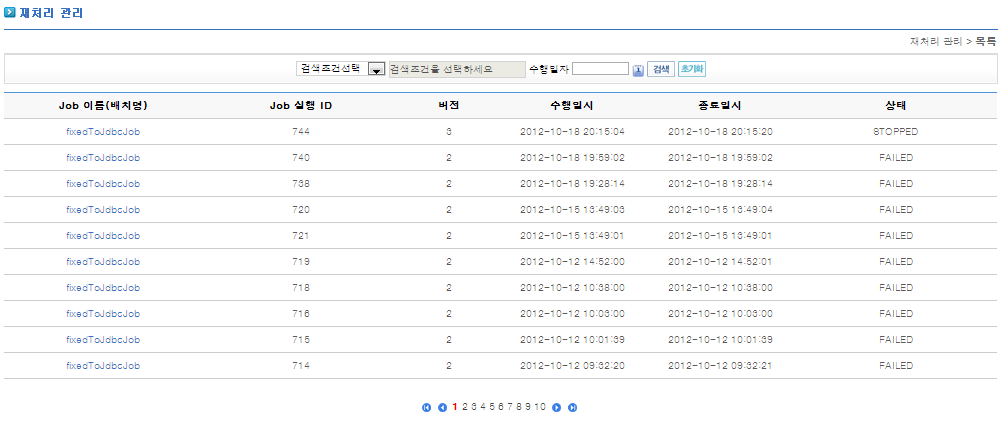 재처리 관리
재처리 관리 > 목록
검색조건선택 검색조건을 선택하세요 수행일자 검색 초기화
Job 이름(배치명) Job 실행 ID 버전 수행일시 종료일시 상태
fixedToJdbcJob 744 3 2012-10-18 20:15:04 2012-10-18 20:15:20 STOPPED
fixedToJdbcJob 740 2 2012-10-18 19:59:02 2012-10-18 19:59:02 FAILED
fixedToJdbcJob 738 2 2012-10-18 19:28:14 2012-10-18 19:28:14 FAILED
fixedToJdbcJob 720 2 2012-10-15 13:49:03 2012-10-15 13:49:04 FAILED
fixedToJdbcJob 721 2 2012-10-15 13:49:01 2012-10-15 13:49:01 FAILED
fixedToJdbcJob 719 2 2012-10-12 14:52:00 2012-10-12 14:52:01 FAILED
fixedToJdbcJob 718 2 2012-10-12 10:38:00 2012-10-12 10:38:00 FAILED
fixedToJdbcJob 716 2 2012-10-12 10:03:00 2012-10-12 10:03:00 FAILED
fixedToJdbcJob 715 2 2012-10-12 10:01:39 2012-10-12 10:01:39 FAILED
fixedToJdbcJob 714 2 2012-10-12 09:32:20 2012-10-12 09:32:21 FAILED
1 2 3 4 5 6 7 8 9 10